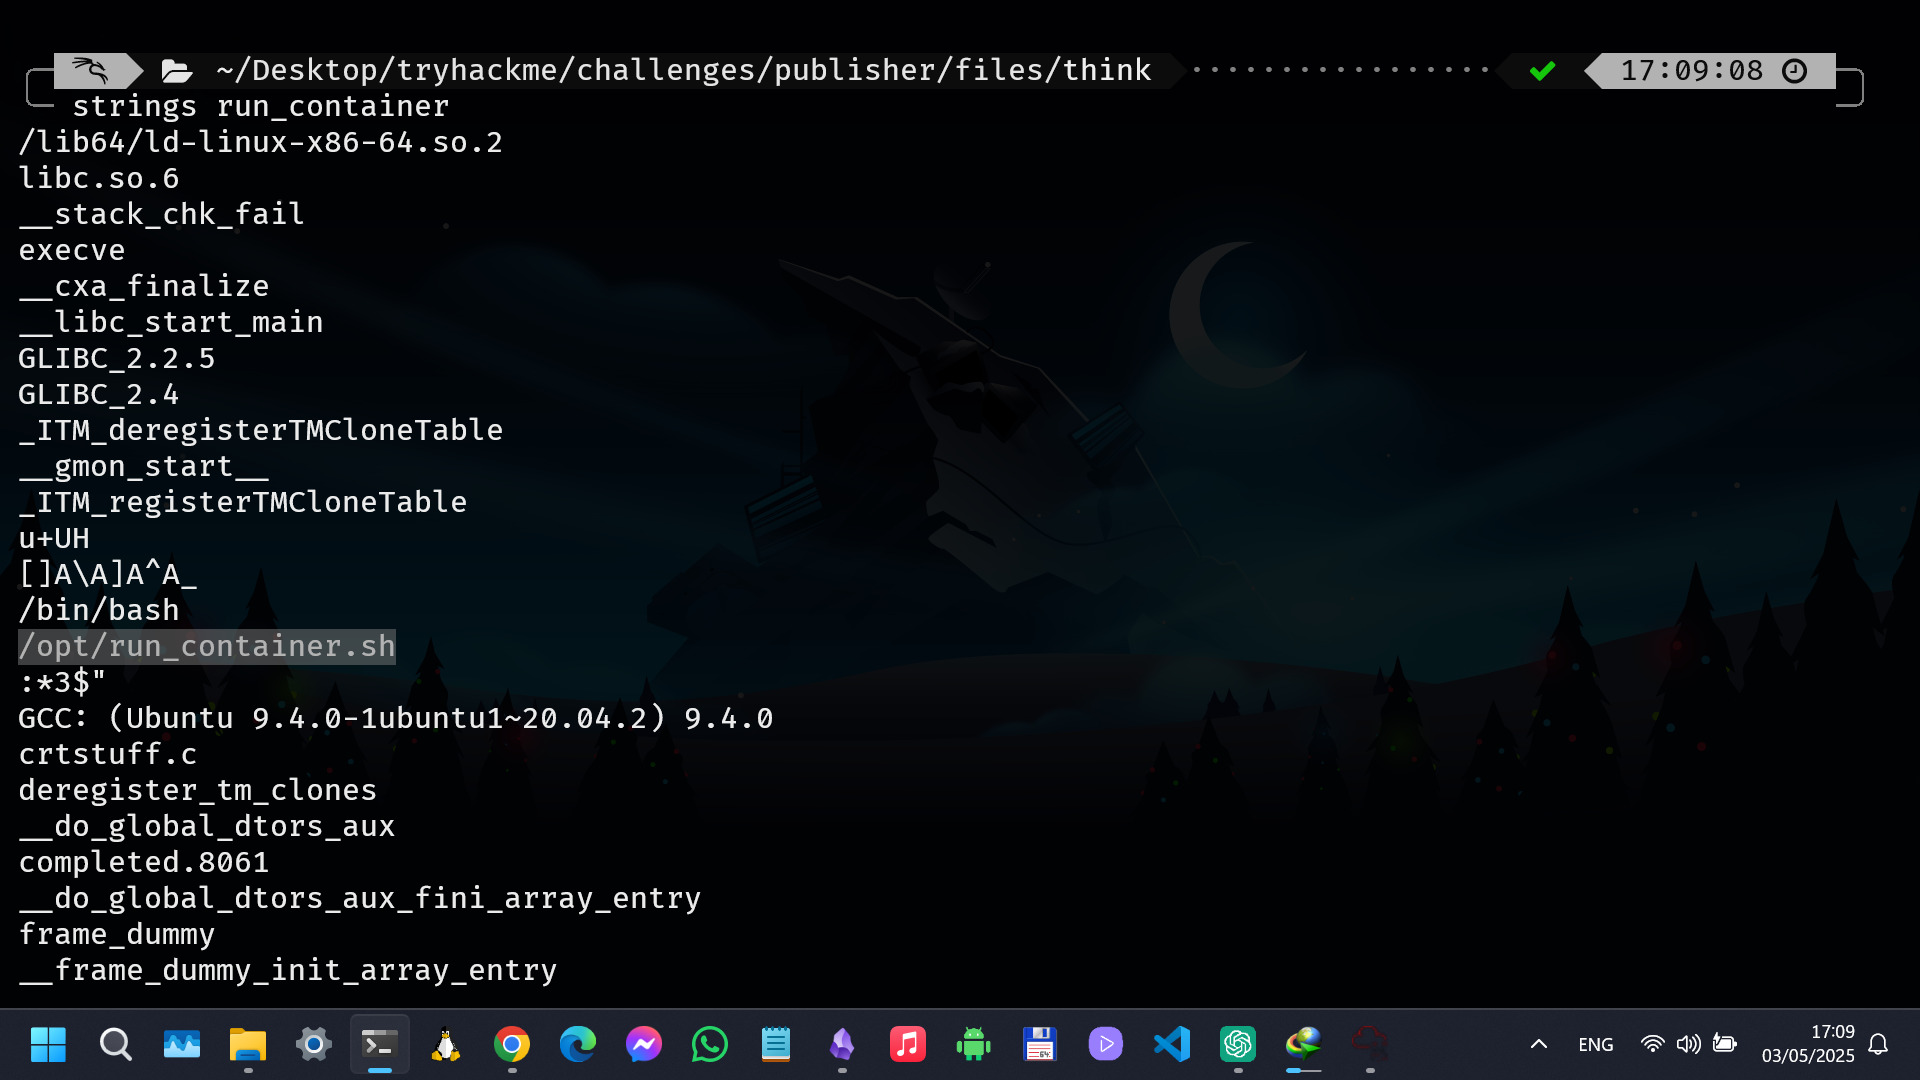 ~/Desktop/tryhackme/challenges/publisher/files/think
17:09:08
strings run_container
/lib64/ld-linux-x86-64.so.2
libc.so.6
__stack_chk_fail
execve
__cxa_finalize
__libc_start_main
GLIBC_2.2.5
GLIBC_2.4
_ITM_deregisterTMCloneTable
__gmon_start__
_ITM_registerTMCloneTable
u+UH
[]A\A]A^A_
/bin/bash
/opt/run_container.sh
:*3$"
GCC: (Ubuntu 9.4.0-1ubuntu1~20.04.2) 9.4.0
crtstuff.c
deregister_tm_clones
__do_global_dtors_aux
completed.8061
__do_global_dtors_aux_fini_array_entry
frame_dummy
__frame_dummy_init_array_entry
64
ENG
17:09
03/05/2025